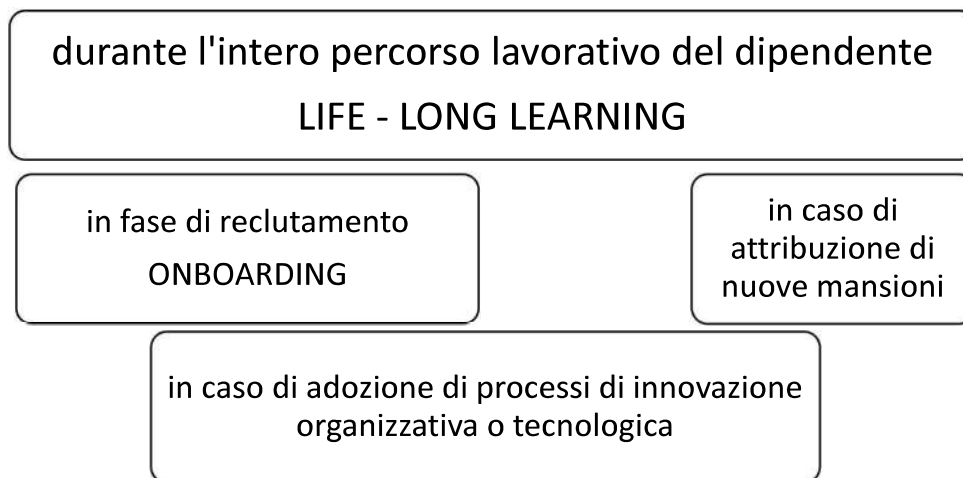 durante l'intero percorso lavorativo del dipendente
LIFE - LONG LEARNING
in fase di reclutamento
ONBOARDING
in caso di
attribuzione di
nuove mansioni
in caso di adozione di processi di innovazione
organizzativa o tecnologica